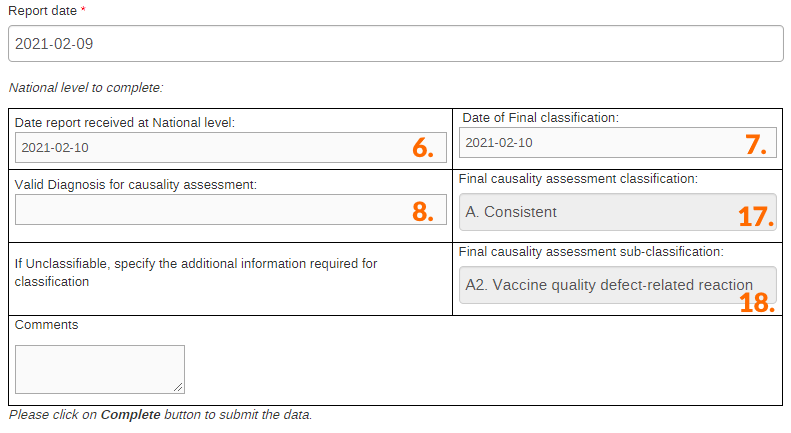 Report date *
2021-02-09
National level to complete:
Date report received at National level:
2021-02-10
6.
Date of Final classification:
2021-02-10
7.
Valid Diagnosis for causality assessment:
8.
Final causality assessment classification:
A. Consistent
17.
If Unclassifiable, specify the additional information required for
classification
Final causality assessment sub-classification:
A2. Vaccine quality defect-related reaction
18.
Comments
Please click on Complete button to submit the data.